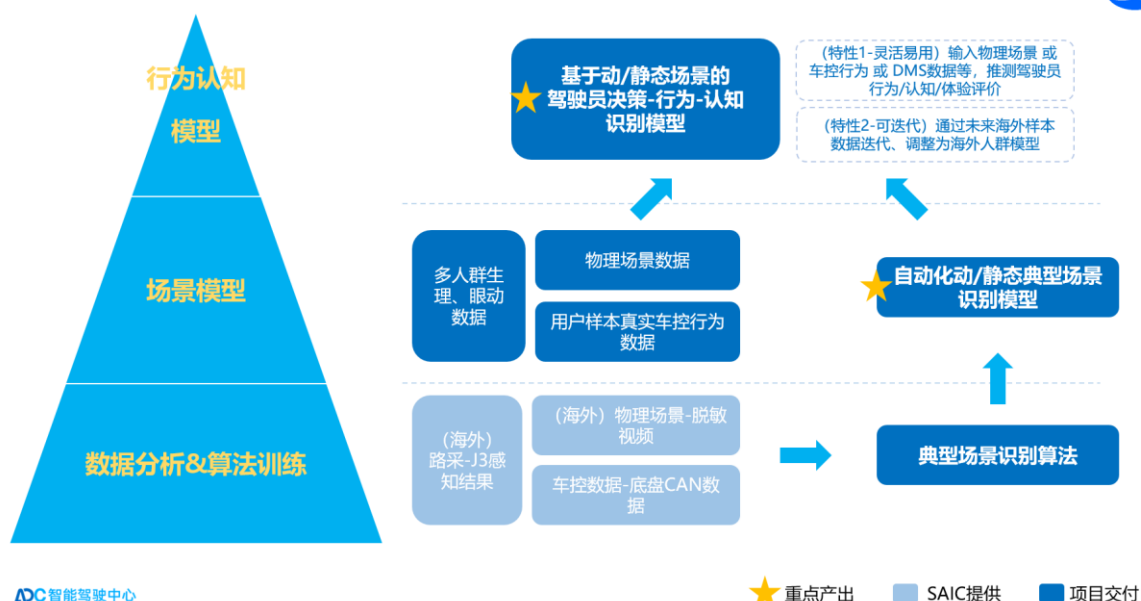 行为认知
模型
场景模型
数据分析&算法训练
基于动/静态场景的
驾驶员决策-行为-认知
识别模型
（特性1-灵活易用）输入物理场景 或
车控行为 或 DMS数据等，推测驾驶员
行为/认知/体验评价
（特性2-可迭代）通过未来海外样本
数据迭代、调整为海外人群模型
多人群生
理、眼动
数据
物理场景数据
用户样本真实车控行为
数据
自动化动/静态典型场景
识别模型
（海外）
路采-J3感
知结果
（海外）物理场景-脱敏
视频
车控数据-底盘CAN数
据
典型场景识别算法
ADC 智能驾驶中心
重点产出
SAIC提供
项目交付